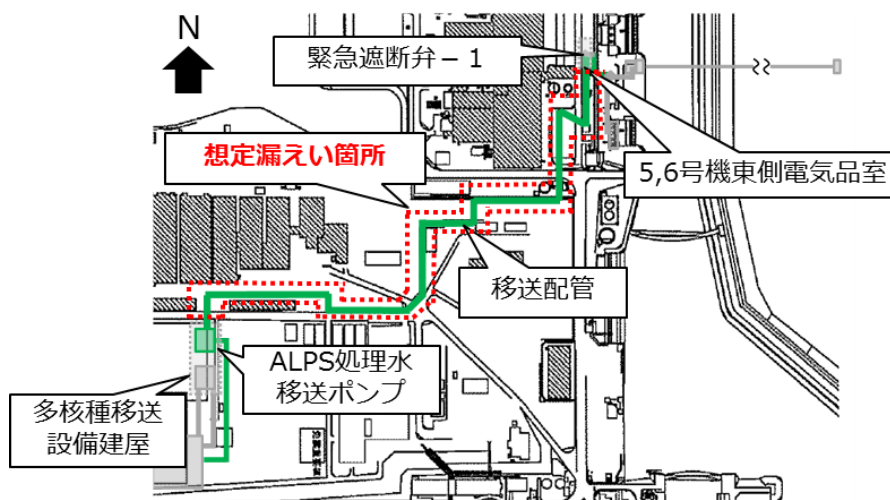 N
緊急遮断弁－１
想定漏えい箇所
5,6号機東側電気品室
移送配管
ALPS処理水
移送ポンプ
多核種移送
設備建屋